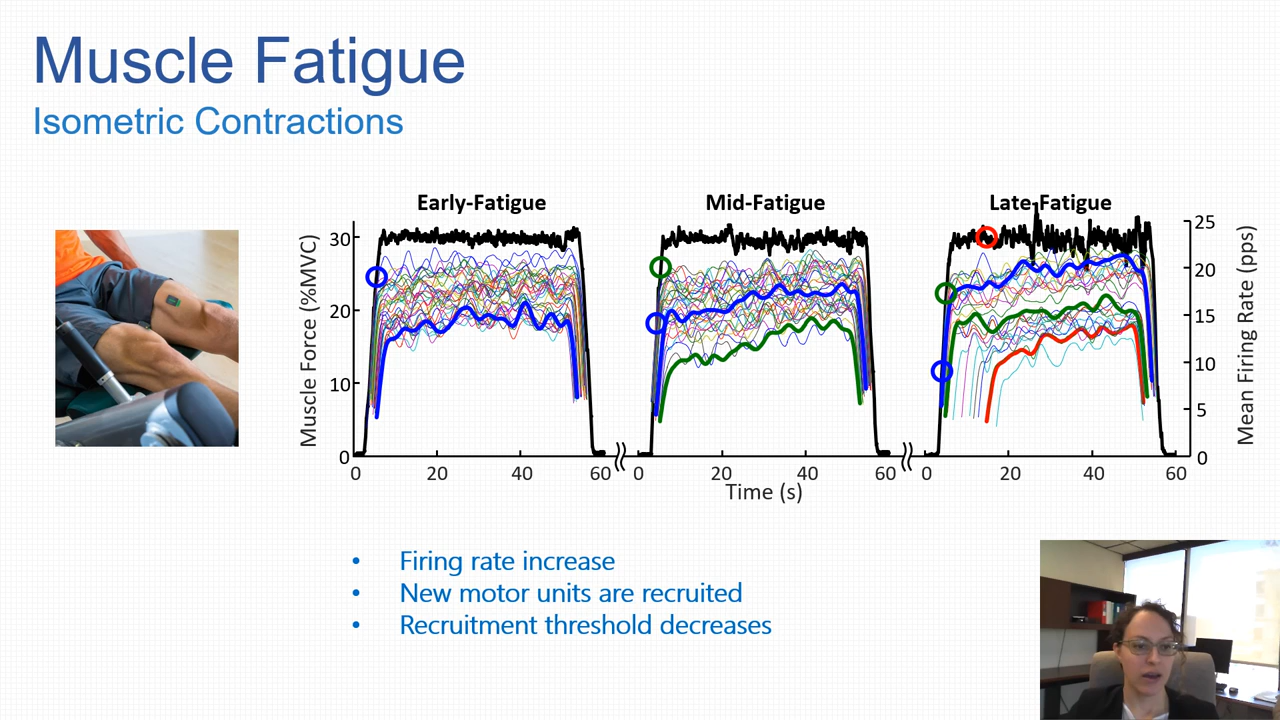 Muscle Fatigue
Isometric Contractions
Early-Fatigue
Mid-Fatigue
Late-Fatigue
Muscle Force (%MVC)
30
20
10
0
0 20 40 60
0 20 40 60
0 20 40 60
Time (s)
25
20
15
10
5
0
Mean Firing Rate (pps)
• Firing rate increase
• New motor units are recruited
• Recruitment threshold decreases